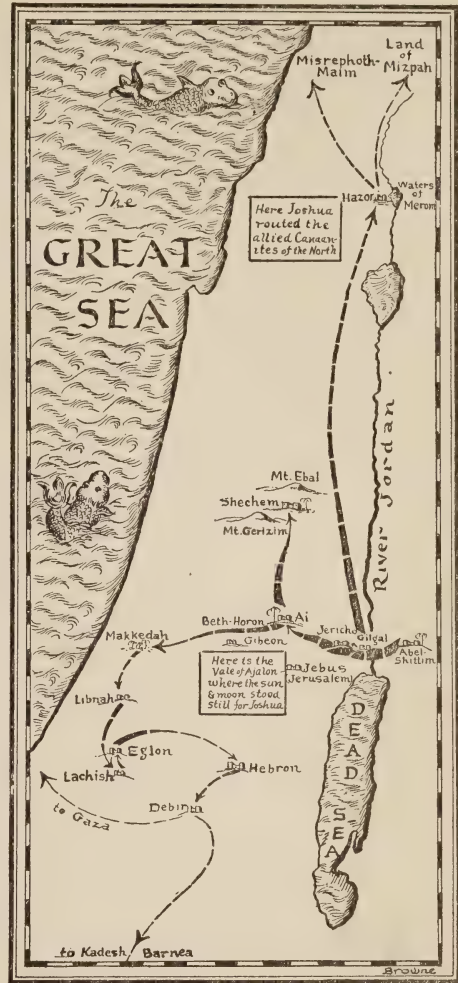 Misrephoth-
Maim
Land
of
Mizpah
The
GREAT
SEA
Here Joshua
routed the
allied Canaan-
ites of the North
Hazor
Waters
of
Merom
River Jordan
Mt. Ebal
Shechem
Mt. Gerizim
Beth-Horon
Ai
Gibeon
Jericho
Gilgal
Abel-
Shittim
Makkedah
Here is the
Vale of Ajalon
where the sun
& moon stood
still for Joshua
Jebus
Jerusalem
Libnah
Eglon
Lachish
Hebron
Debir
to Gaza
DEAD
SEA
to Kadesh Barnea
Browne